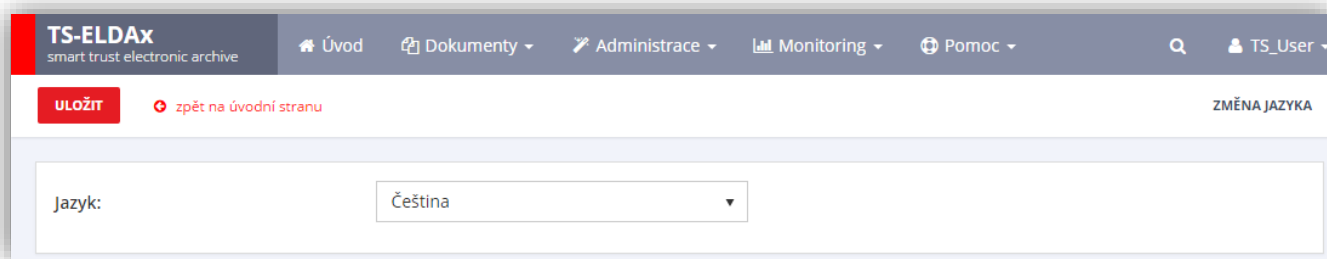 TS-ELDAx
smart trust electronic archive
Úvod Dokumenty Administrace Monitoring Pomoc TS_User
ULOŽIT zpět na úvodní stranu ZMĚNA JAZYKA
Jazyk: Čeština